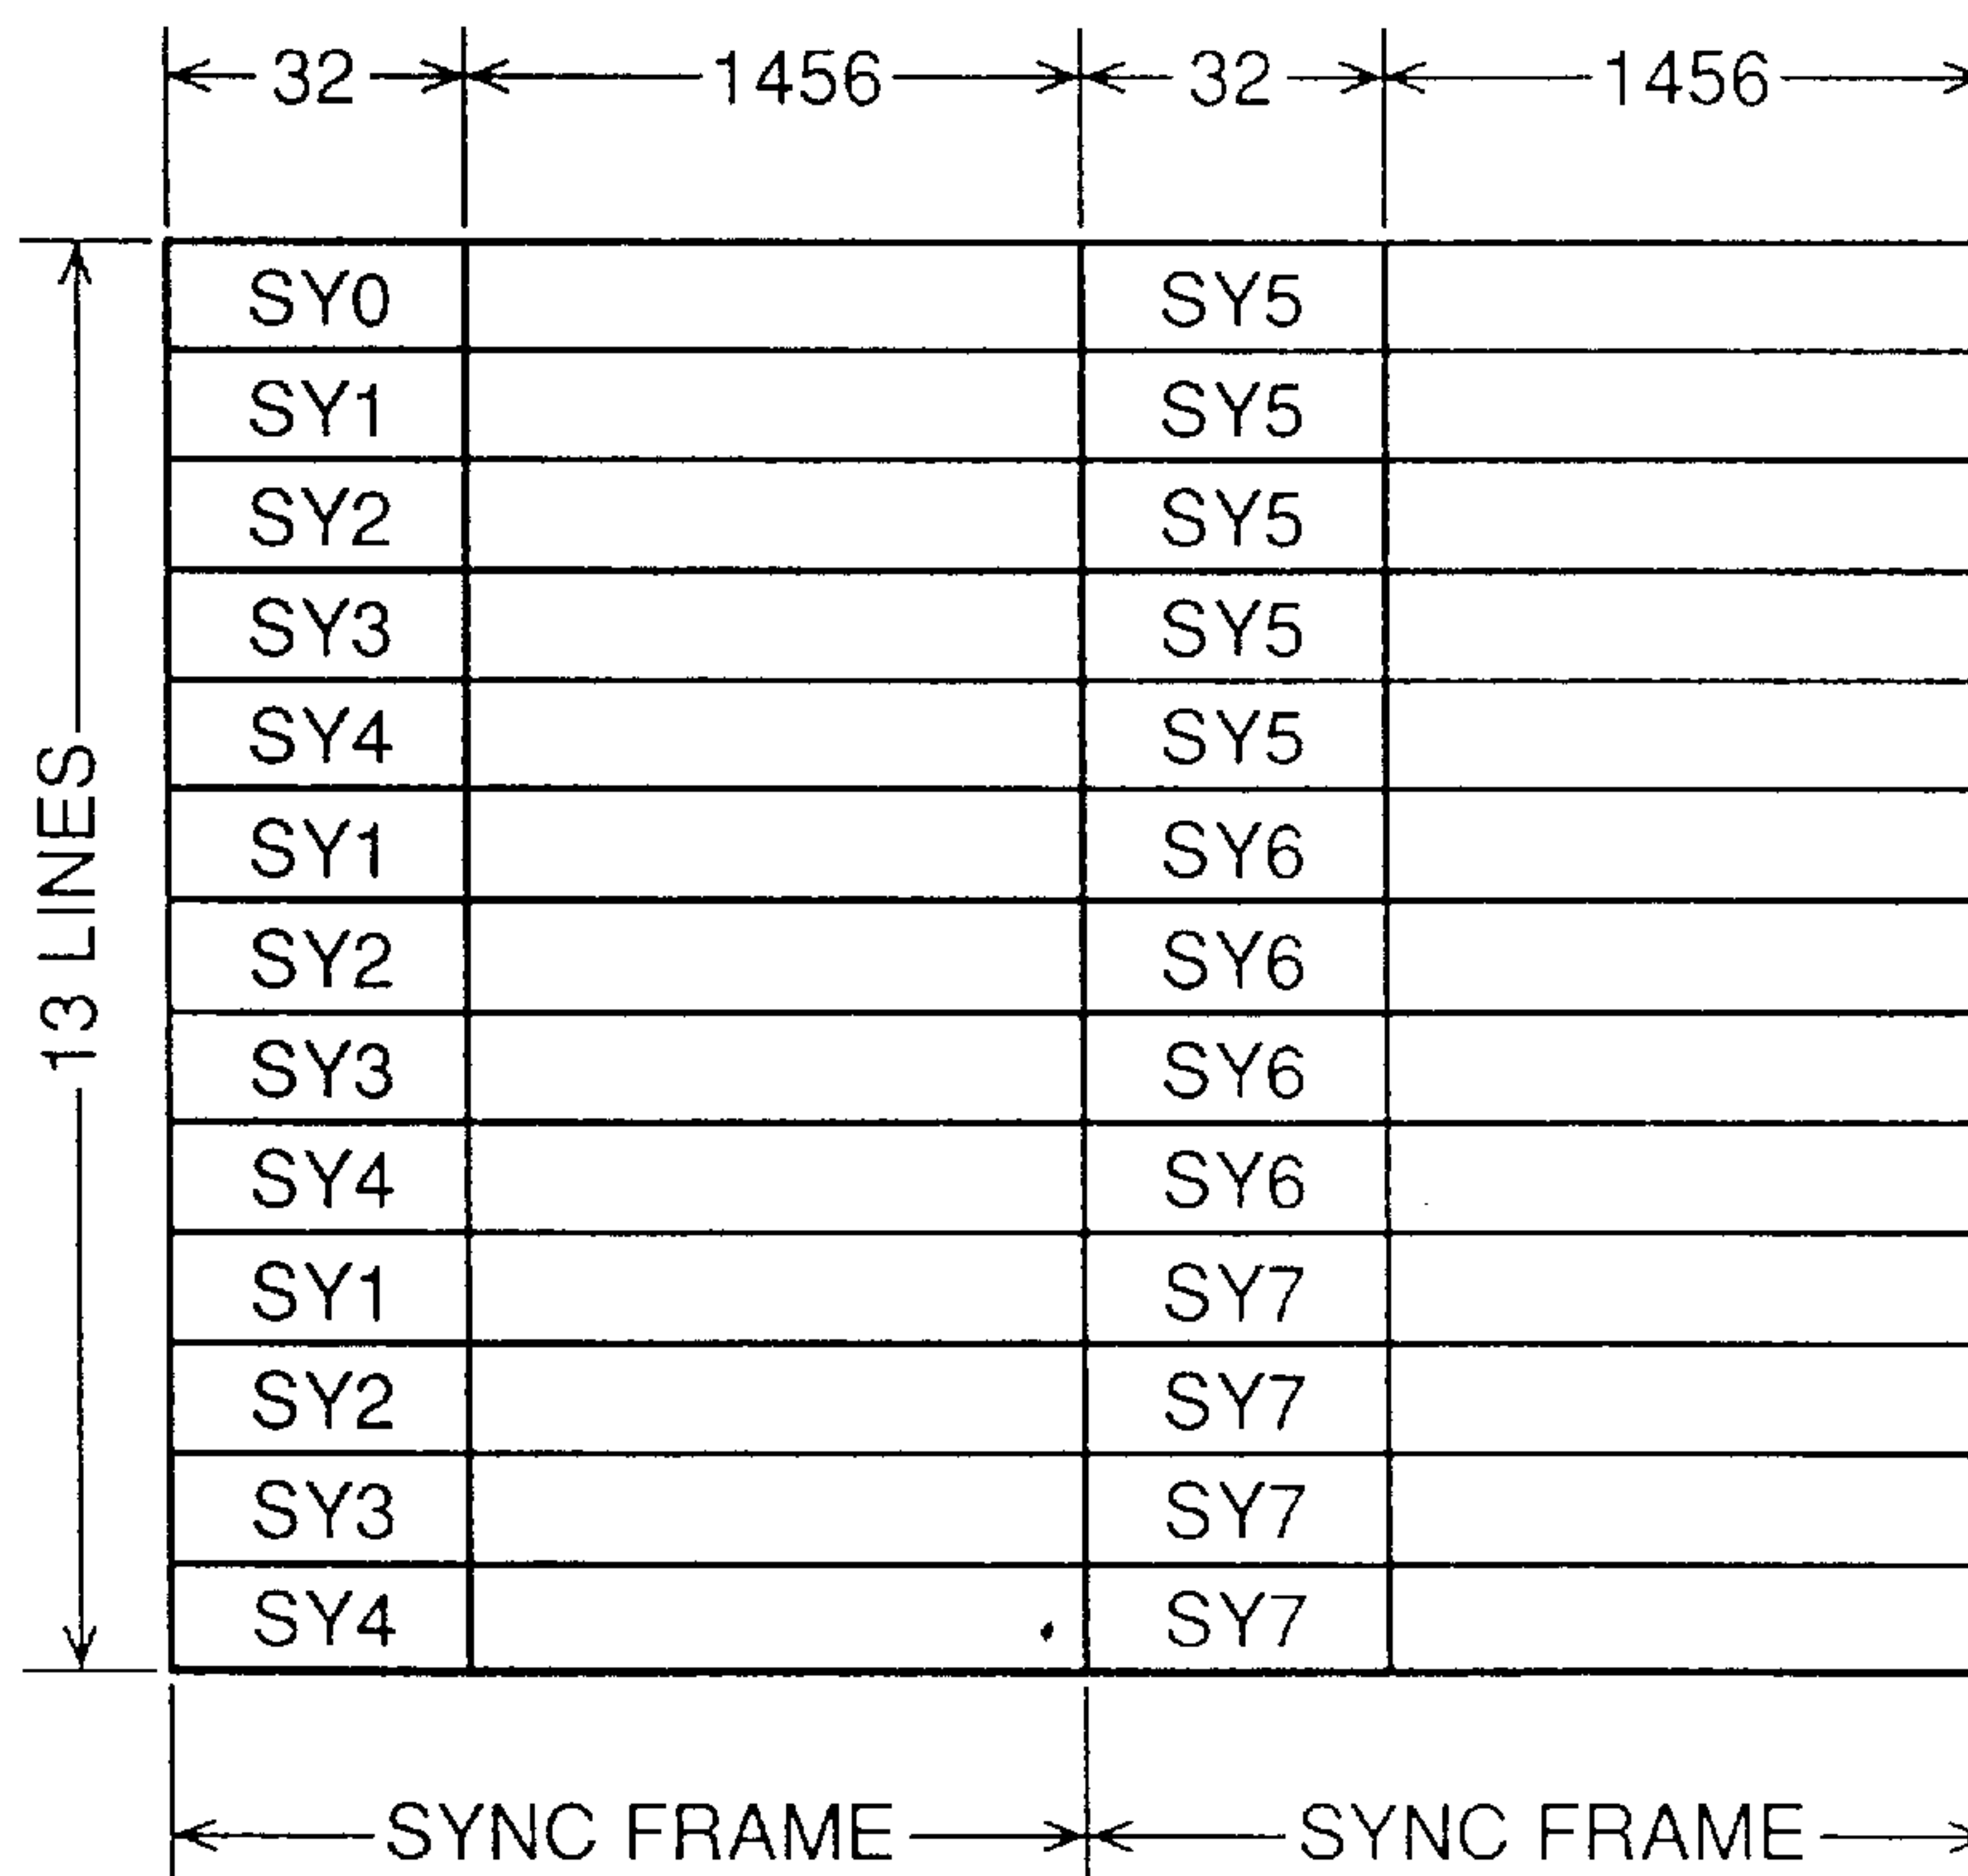 32 1456 32 1456
SY0 SY5
SY1 SY5
SY2 SY5
SY3 SY5
SY4 SY5
SY1 SY6
SY2 SY6
SY3 SY6
SY4 SY6
SY1 SY7
SY2 SY7
SY3 SY7
SY4 SY7
13 LINES
SYNC FRAME SYNC FRAME